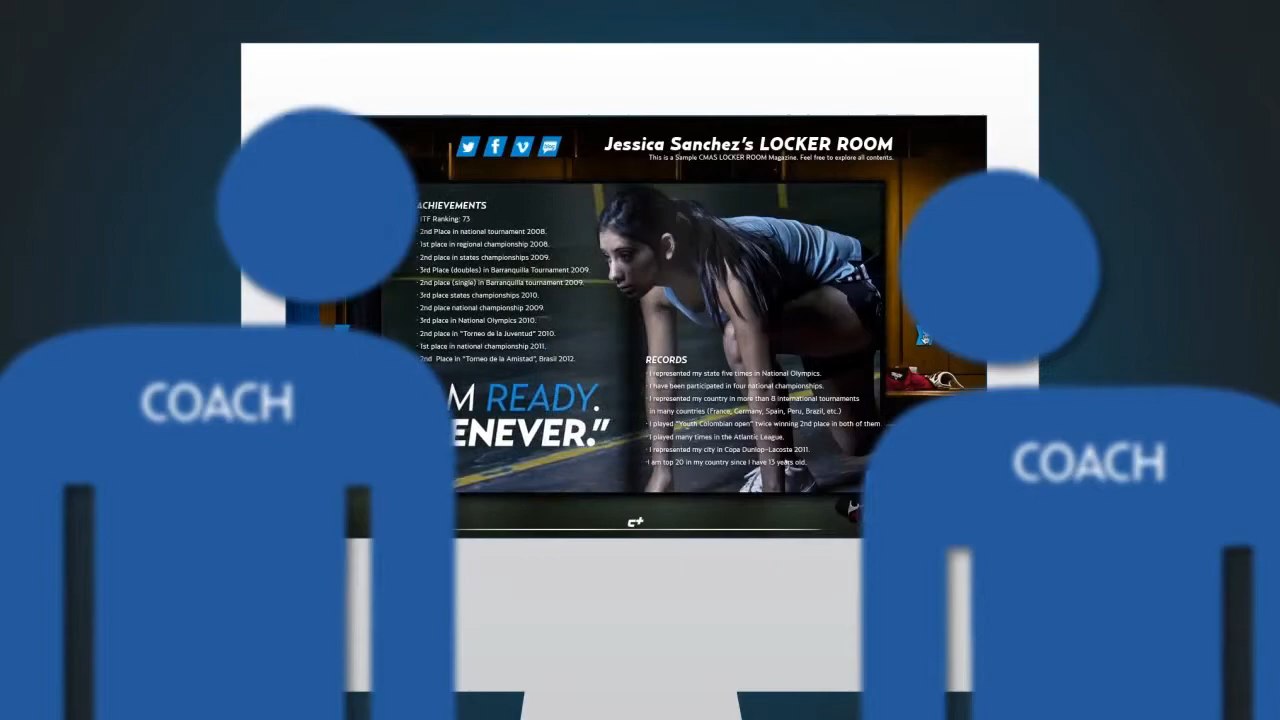 Jessica Sanchez's LOCKER ROOM
This is a Sample CMAS LOCKER ROOM Magazine. Feel free to explore all contents.
blog
ACHIEVEMENTS
· ITF Ranking: 73
· 2nd Place in national tournament 2008.
· 1st place in regional championship 2008.
· 2nd place in states championships 2009.
· 3rd Place (doubles) in Barranquilla Tournament 2009.
· 2nd place (single) in Barranquilla tournament 2009.
· 3rd place states championships 2010.
· 2nd place national championship 2009.
· 3rd place in National Olympics 2010.
· 2nd place in "Torneo de la Juventud" 2010.
· 1st place in national championship 2011.
2nd Place in "Torneo de la Amistad", Brasil 2012.
M READY.
ENEVER."
RECORDS
· I represented my state five times in National Olympics.
· I have been participated in four national championships.
· I represented my country in more than 8 International tournaments
in many countries (France, Germany, Spain, Peru, Brazil, etc.)
· I played "Youth Colombian open" twice winning 2nd place in both of them.
· I played many times in the Atlantic League.
· I represented my city in Copa Dunlop-Lacoste 2011.
· I am top 20 in my country since I have 13 years old.
c+
COACH
COACH